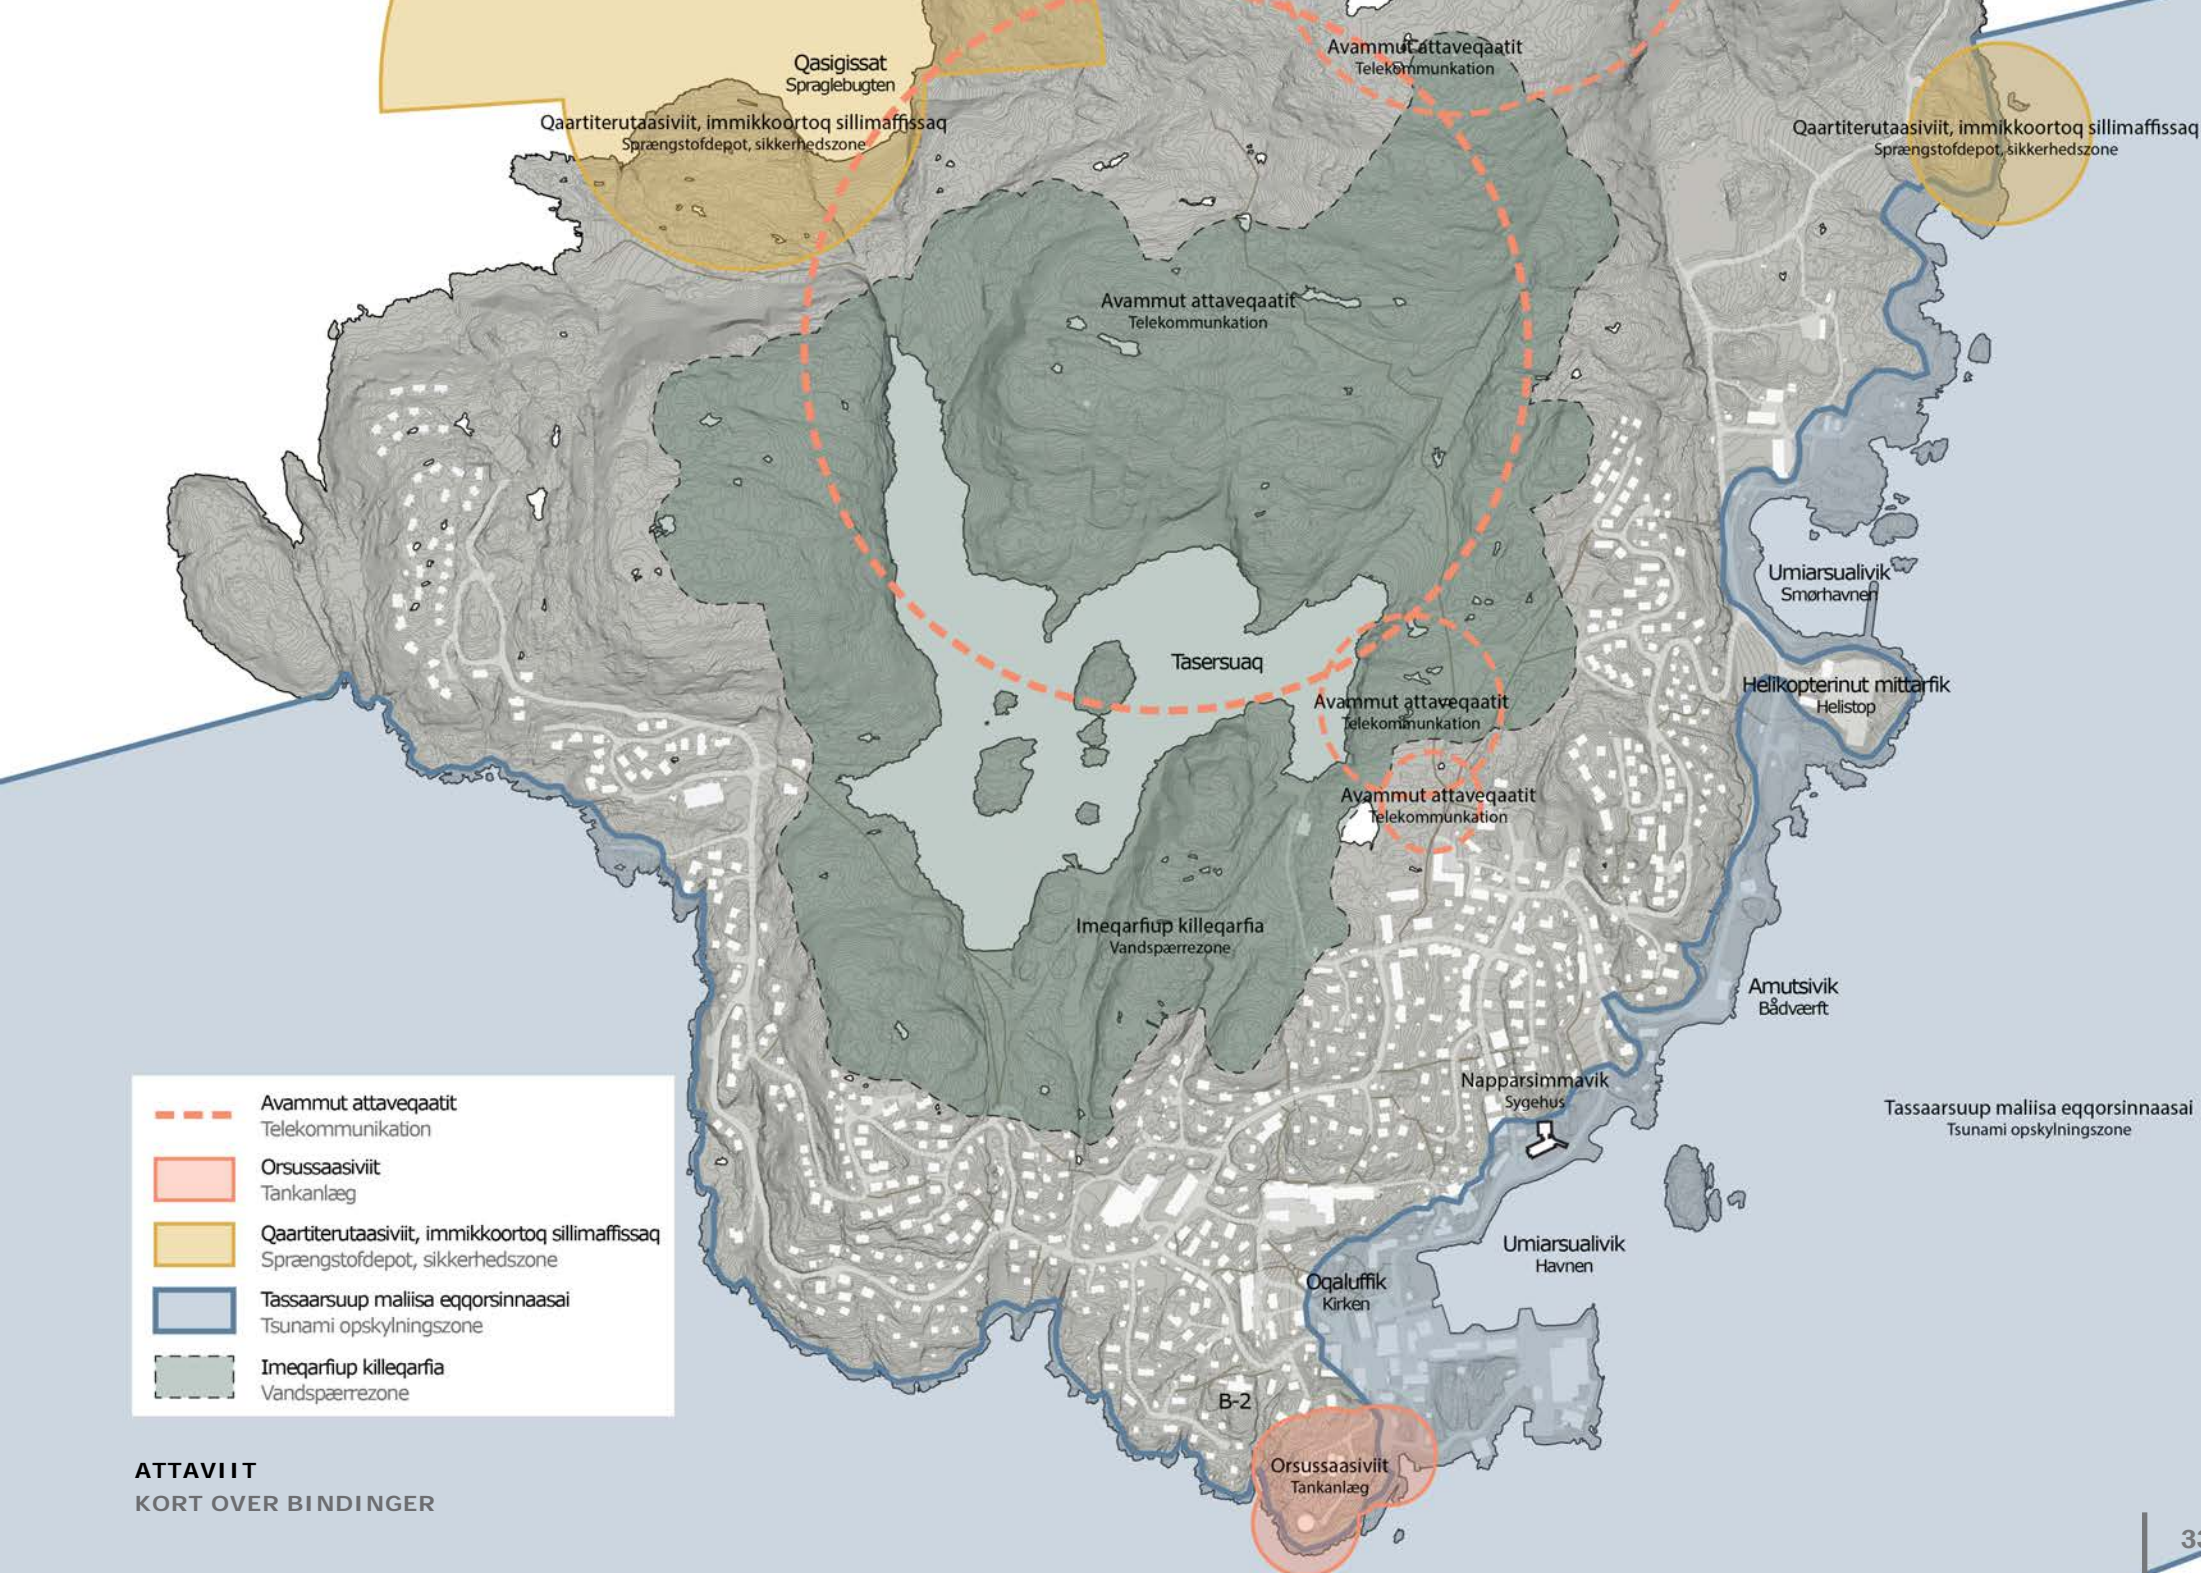 Avammut attaveqaatit
Telekommunkation
Qasigissat
Spraglebugten
Qaartiterutaasiviit, immikkoortoq sillimaffissaq
Sprængstofdepot, sikkerhedszone
Qaartiterutaasiviit, immikkoortoq sillimaffissaq
Sprængstofdepot, sikkerhedszone
Avammut attaveqaatit
Telekommunkation
Umiarsualivik
Smørhavnen
Tasersuaq
Helikopterinut mittarfik
Helistop
Avammut attaveqaatit
Telekommunkation
Avammut attaveqaatit
Telekommunkation
Imeqarfiup killeqarfia
Vandspærrezone
Amutsivik
Bådværft
Napparsimmavik
Sygehus
Tassaarsuup maliisa eqqorsinnaasai
Tsunami opskylningszone
Umiarsualivik
Havnen
Oqaluffik
Kirken
B-2
Orsussaasiviit
Tankanlæg
Avammut attaveqaatit
Telekommunikation
Orsussaasiviit
Tankanlæg
Qaartiterutaasiviit, immikkoortoq sillimaffissaq
Sprængstofdepot, sikkerhedszone
Tassaarsuup maliisa eqqorsinnaasai
Tsunami opskylningszone
Imeqarfiup killeqarfia
Vandspærrezone
ATTAVIIT
KORT OVER BINDINGER
33